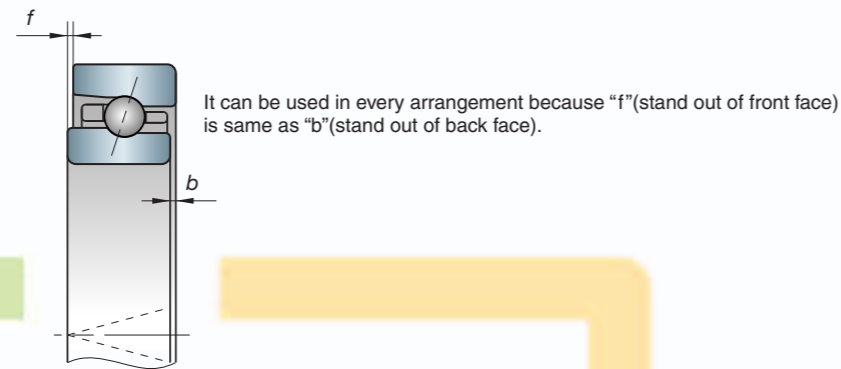 f
It can be used in every arrangement because “f”(stand out of front face)
is same as “b”(stand out of back face).
b